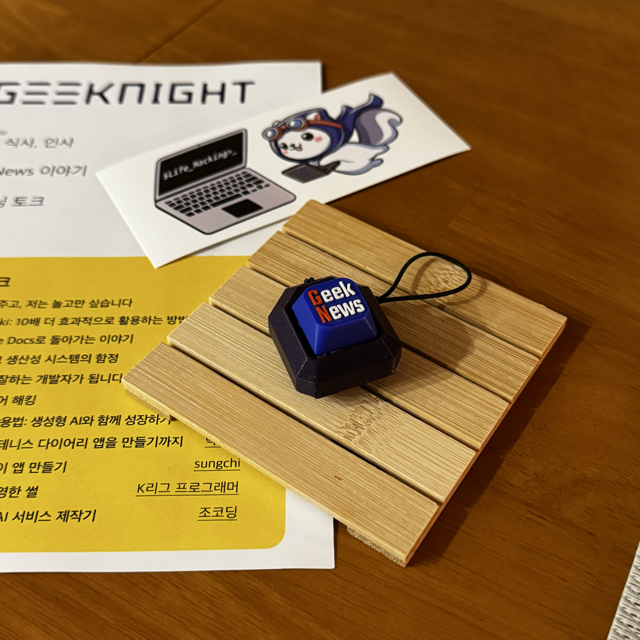 GEEKNIGHT
식사, 인사
News 이야기
토크
$Life_Hacking$_
Geek
News
주고, 저는 놀고만 싶습니다
10배 더 효과적으로 활용하는 방법
Docs로 돌아가는 이야기
생산성 시스템의 함정
잘하는 개발자가 됩니다
해킹
생성형 AI와 함께 성장하기
테니스 다이어리 앱을 만들기까지
앱 만들기
sungchi
영한 썰
K리그 프로그래머
AI 서비스 제작기
조코딩